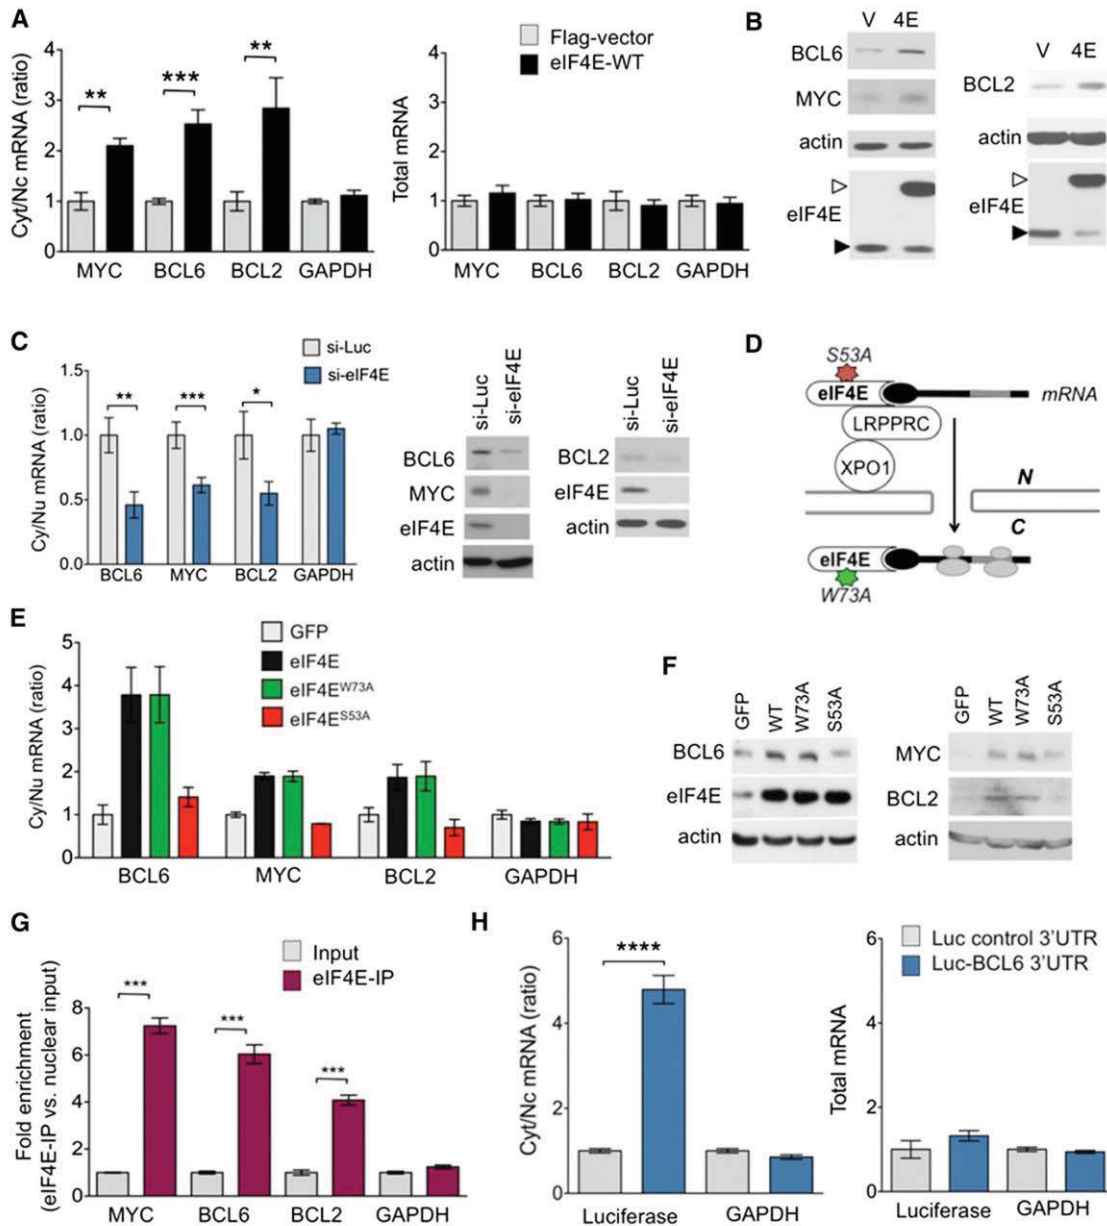 A
Cyt/Nc mRNA (ratio)
4
3
2
1
0
** *** **
MYC BCL6 BCL2 GAPDH
Total mRNA
4
2
1
0
Flag-vector
eIF4E-WT
MYC BCL6 BCL2 GAPDH
B
V 4E
BCL6
MYC
actin
eIF4E
V 4E
BCL2
actin
eIF4E
C
Cy/Nu mRNA (ratio)
1.5
1.0
0.5
0.0
** *** *
si-Luc
si-eIF4E
BCL6 MYC BCL2 GAPDH
si-Luc
si-eIF4E
BCL6
MYC
eIF4E
actin
si-Luc
si-eIF4E
BCL2
eIF4E
actin
D
S53A
eIF4E
mRNA
LRPPRC
XPO1
N
C
eIF4E
W73A
E
Cy/Nu mRNA (ratio)
5
4
3
2
1
0
GFP
eIF4E
eIF4E^W73A
eIF4E^S53A
BCL6 MYC BCL2 GAPDH
F
GFP WT W73A S53A
BCL6
eIF4E
actin
GFP WT W73A S53A
MYC
BCL2
actin
G
Fold enrichment
(eIF4E-IP vs. nuclear input)
8
6
4
2
0
*** *** ***
Input
eIF4E-IP
MYC BCL6 BCL2 GAPDH
H
Cyt/Nc mRNA (ratio)
6
4
2
0
****
Luciferase GAPDH
Total mRNA
6
4
2
0
Luc control 3'UTR
Luc-BCL6 3'UTR
Luciferase GAPDH